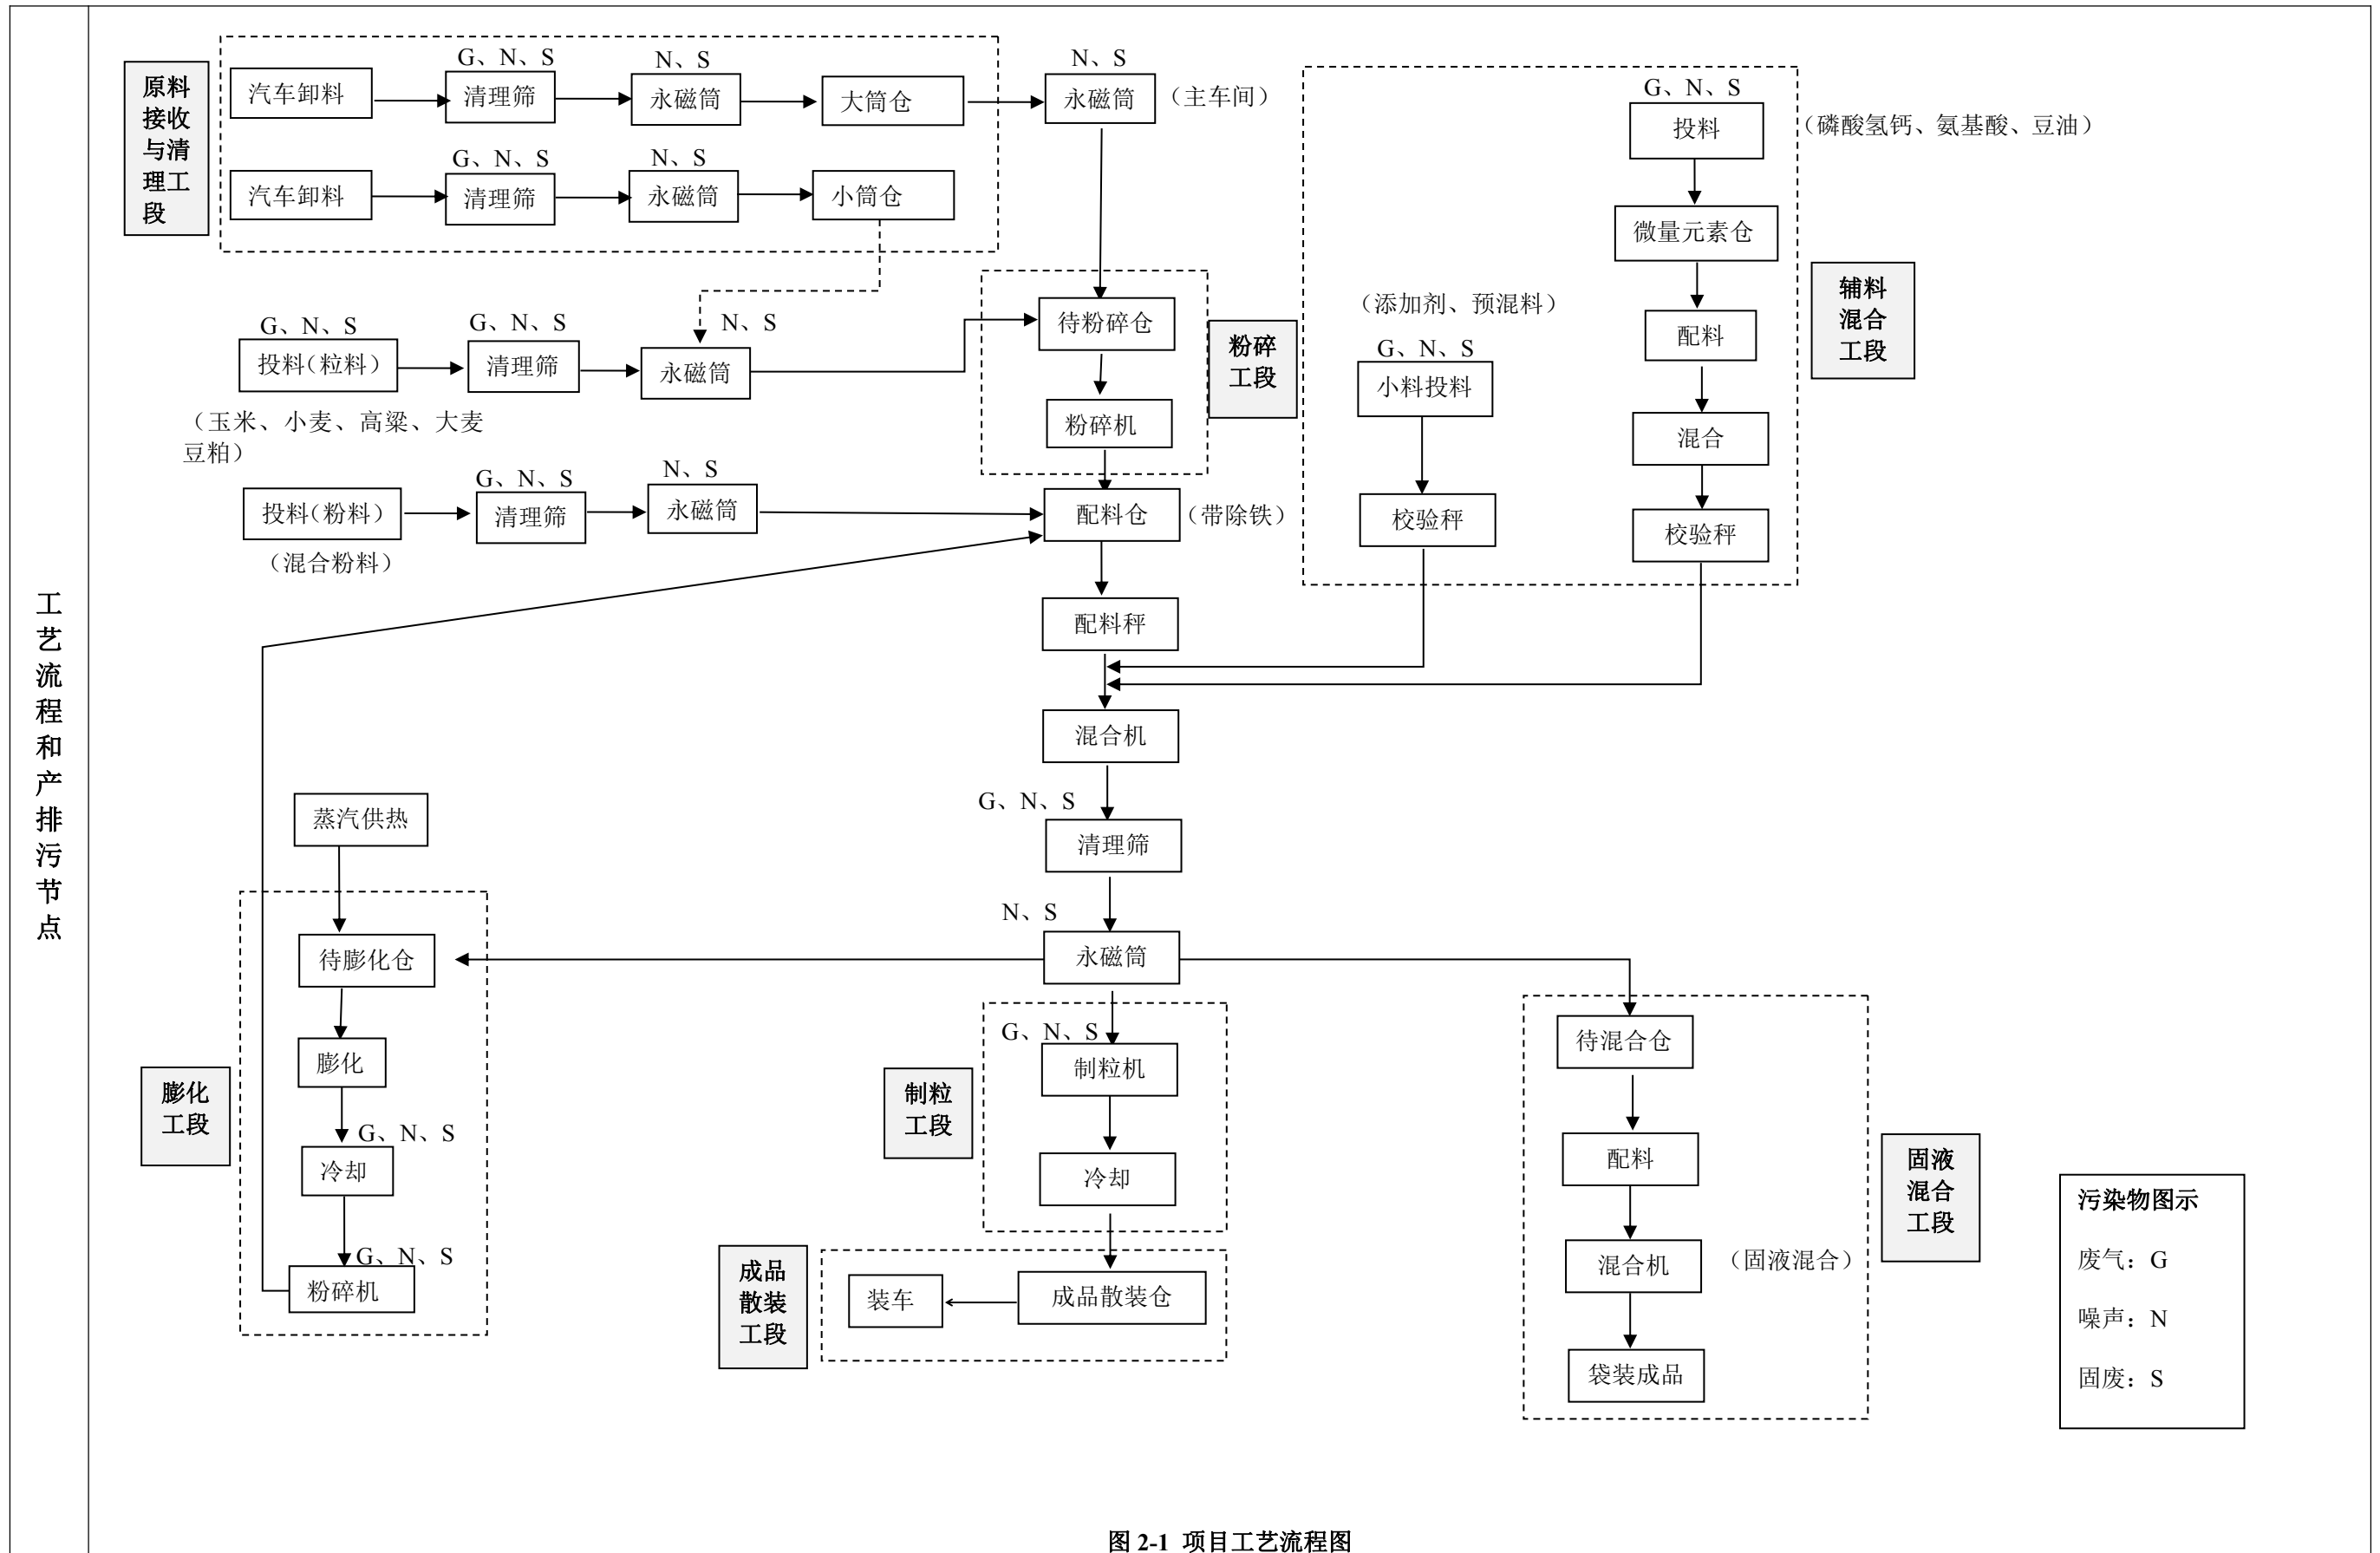 工艺流程和产排污节点
原料
接收
与清
理工
段
G、N、S
N、S
汽车卸料
清理筛
永磁筒
大筒仓
N、S
永磁筒
（主车间）
G、N、S
N、S
汽车卸料
清理筛
永磁筒
小筒仓
G、N、S
投料
（磷酸氢钙、氨基酸、豆油）
微量元素仓
配料
混合
校验秤
辅料
混合
工段
（添加剂、预混料）
G、N、S
小料投料
校验秤
G、N、S
G、N、S
N、S
投料（粒料）
清理筛
永磁筒
（玉米、小麦、高粱、大麦
豆粕）
待粉碎仓
粉碎机
粉碎
工段
G、N、S
N、S
投料（粉料）
清理筛
永磁筒
（混合粉料）
配料仓
（带除铁）
配料秤
混合机
G、N、S
清理筛
N、S
永磁筒
蒸汽供热
待膨化仓
膨化
G、N、S
冷却
G、N、S
粉碎机
膨化
工段
G、N、S
制粒机
冷却
制粒
工段
成品
散装
工段
装车
成品散装仓
待混合仓
配料
混合机
（固液混合）
袋装成品
固液
混合
工段
污染物图示
废气：G
噪声：N
固废：S
图 2-1 项目工艺流程图